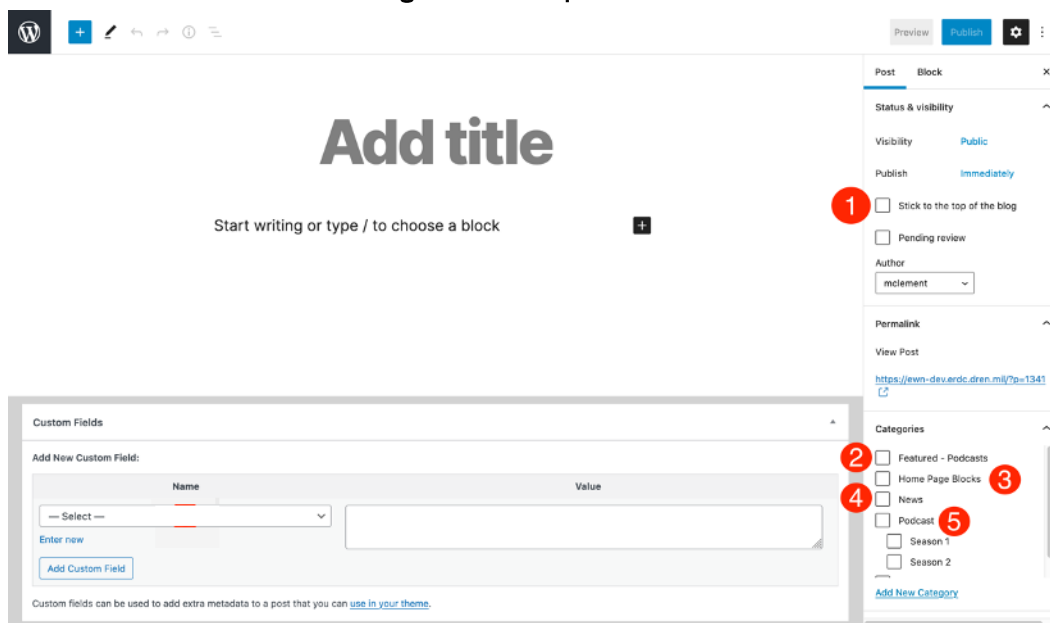 Preview
Publish
Post Block
Status & visibility
Add title
Visibility Public
Publish Immediately
1
Stick to the top of the blog
Start writing or type / to choose a block
Pending review
Author
mclement
Permalink
View Post
https://ewn-dev.erdc.dren.mil/?p=1341
Custom Fields
Categories
Add New Custom Field:
2
Featured - Podcasts
Name Value
Home Page Blocks
3
4
News
— Select —
Podcast
5
Enter new
Season 1
Add Custom Field
Season 2
Add New Category
Custom fields can be used to add extra metadata to a post that you can use in your theme.